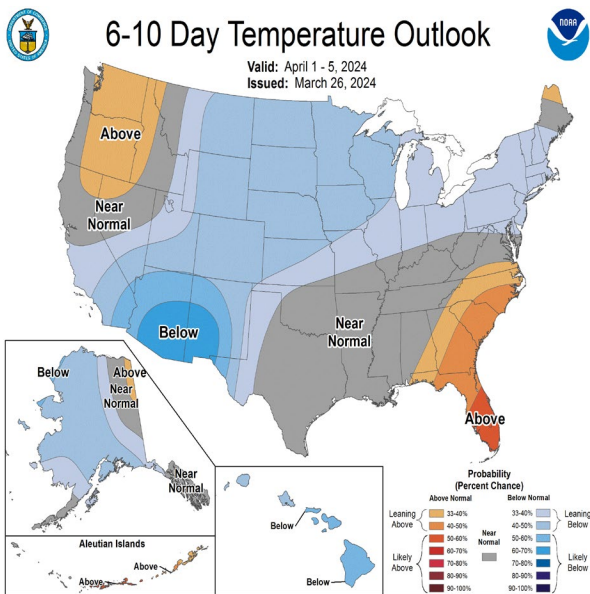 6-10 Day Temperature Outlook
Valid: April 1 - 5, 2024
Issued: March 26, 2024
NOAA
Above
Near
Normal
Below
Near
Normal
Above
Below
Above
Near
Normal
Near
Normal
Aleutian Islands
Above
Above
Below
Below
Probability
(Percent Chance)
Above Normal
Below Normal
Leaning
Above
33-40%
40-50%
Likely
Above
50-60%
60-70%
70-80%
80-90%
90-100%
Near
Normal
33-40%
40-50%
Leaning
Below
50-60%
60-70%
70-80%
80-90%
90-100%
Likely
Below